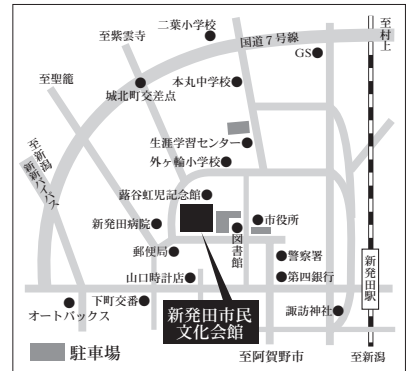 二葉小学校
至紫雲寺
国道7号線
至村上
GS
至聖籠
城北町交差点
本丸中学校
生涯学習センター
外ヶ輪小学校
至新潟
新新バイパス
蕗谷虹児記念館
新発田病院
市役所
図書館
郵便局
警察署
新発田駅
山口時計店
第四銀行
下町交番
オートバックス
新発田市民
文化会館
諏訪神社
駐車場
至阿賀野市
至新潟